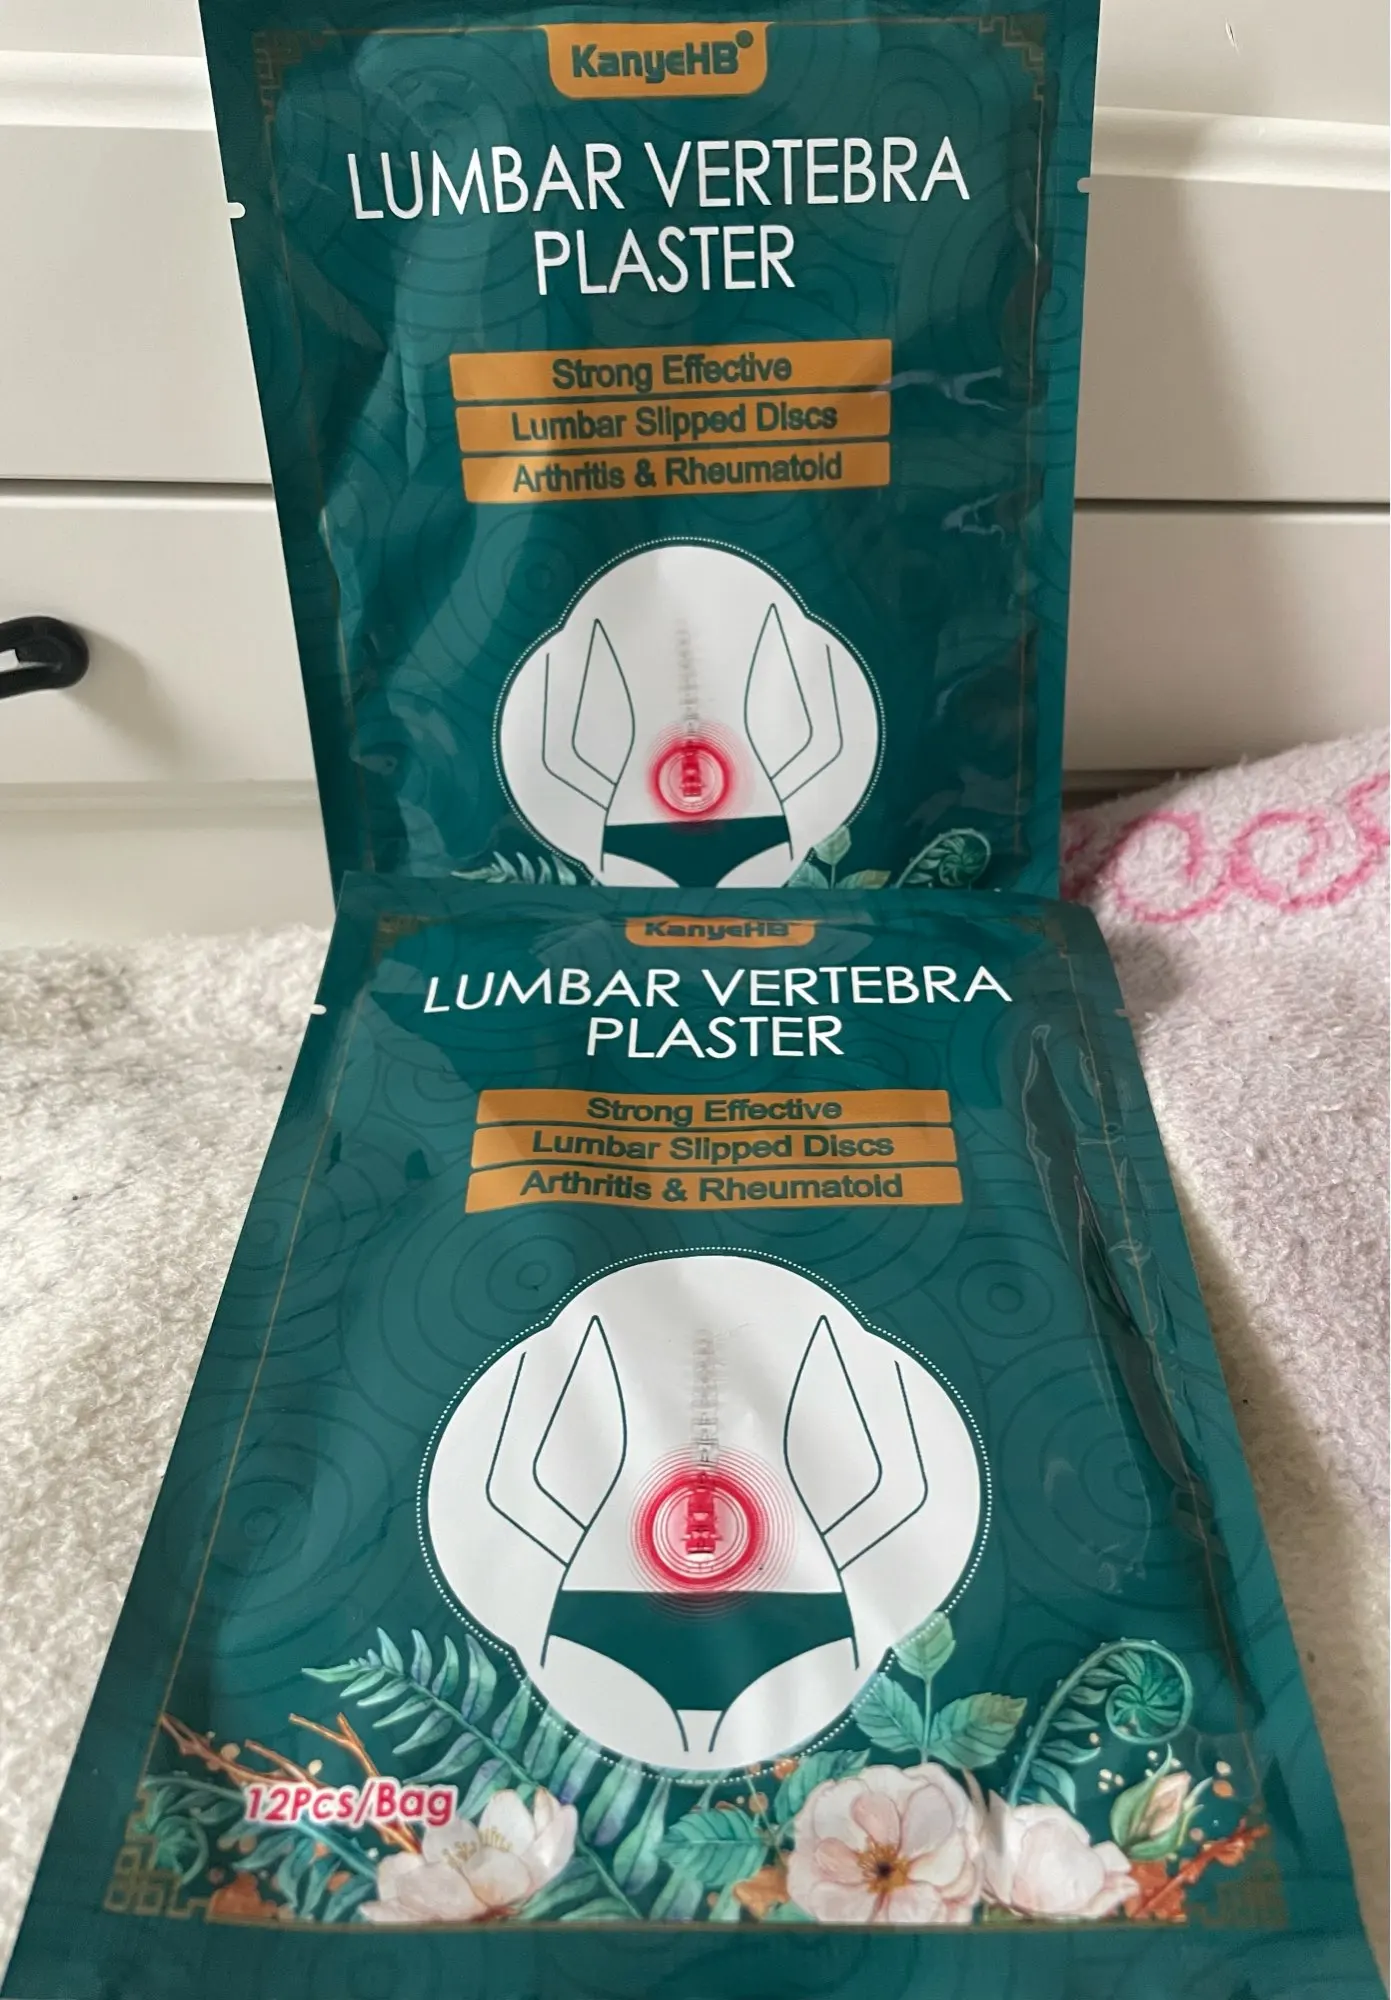 KanyeHB®
LUMBAR VERTEBRA
PLASTER
Strong Effective
Lumbar Slipped Discs
Arthritis & Rheumatoid
KanyeHB
LUMBAR VERTEBRA
PLASTER
Strong Effective
Lumbar Slipped Discs
Arthritis & Rheumatoid
12Pcs/Bag